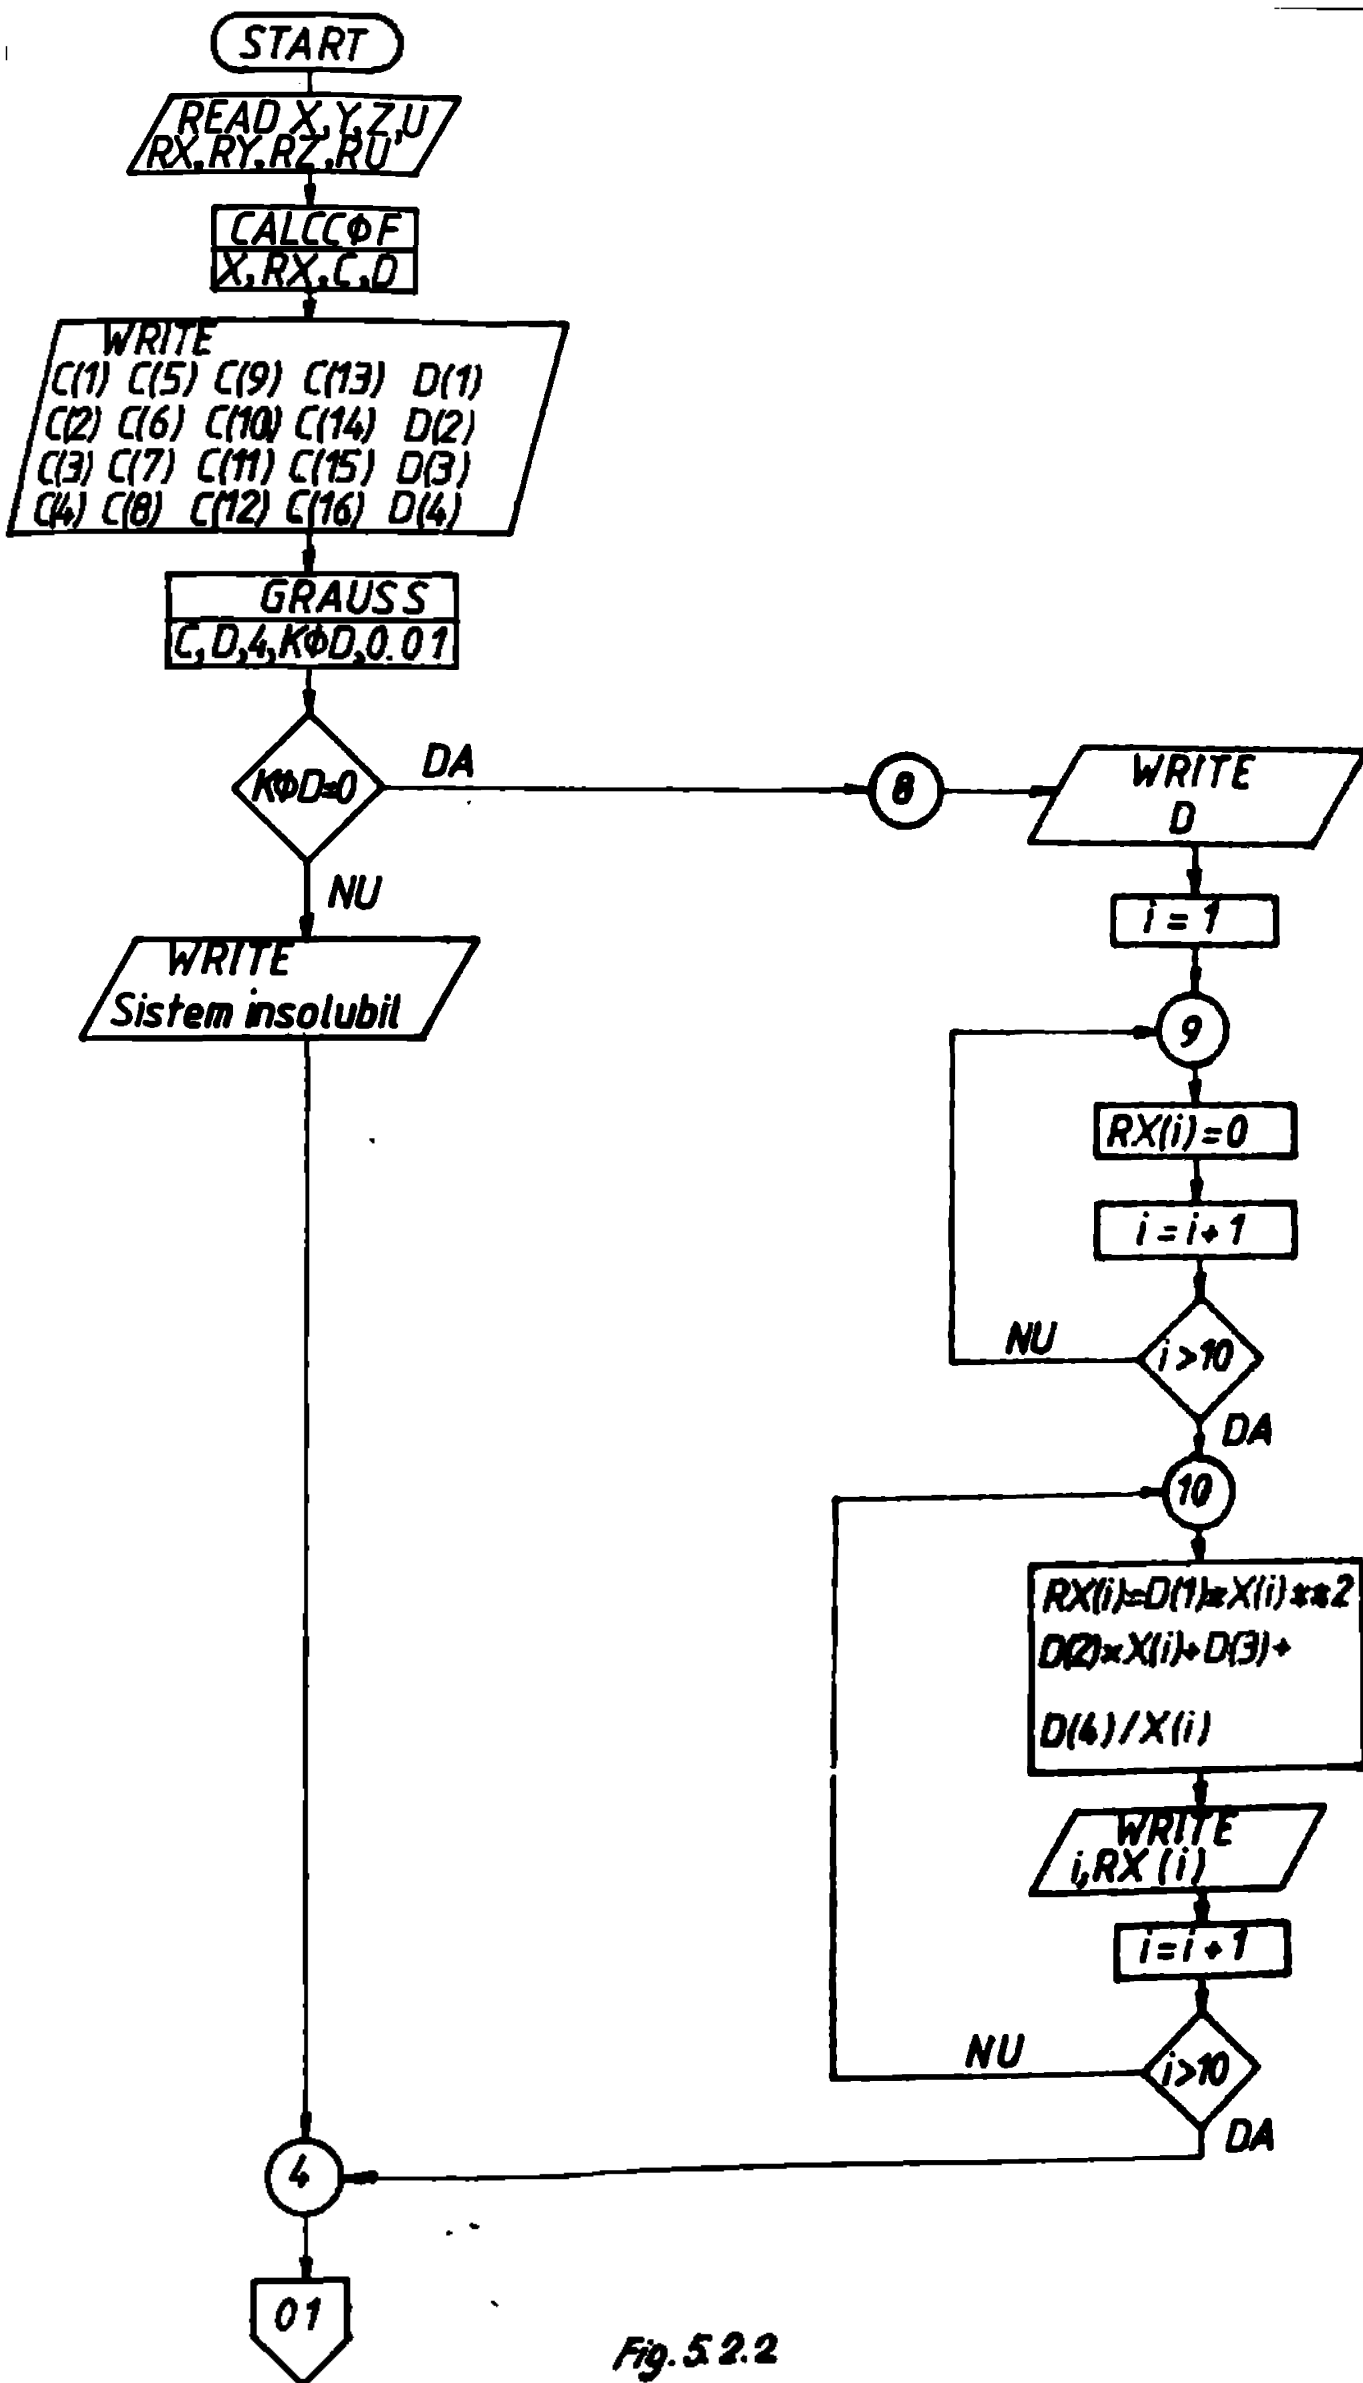 START
READ X,Y,Z,U
RX,RY,RZ,RU
CALCCΦF
X,RX,C,D
WRITE
C(1) C(5) C(9) C(13) D(1)
C(2) C(6) C(10) C(14) D(2)
C(3) C(7) C(11) C(15) D(3)
C(4) C(8) C(12) C(16) D(4)
GRAUSS
C,D,4,KΦD,0.01
KΦD=0
DA
NU
WRITE
Sistem insolubil
8
WRITE
D
i = 1
9
RX(i)=0
i = i+1
i >10
NU
DA
10
RX(i)=D(1)*X(i)**2
D(2)*X(i)+D(3)+
D(4)/X(i)
WRITE
i,RX(i)
i=i+1
i>10
NU
DA
4
01
Fig. 5.2.2